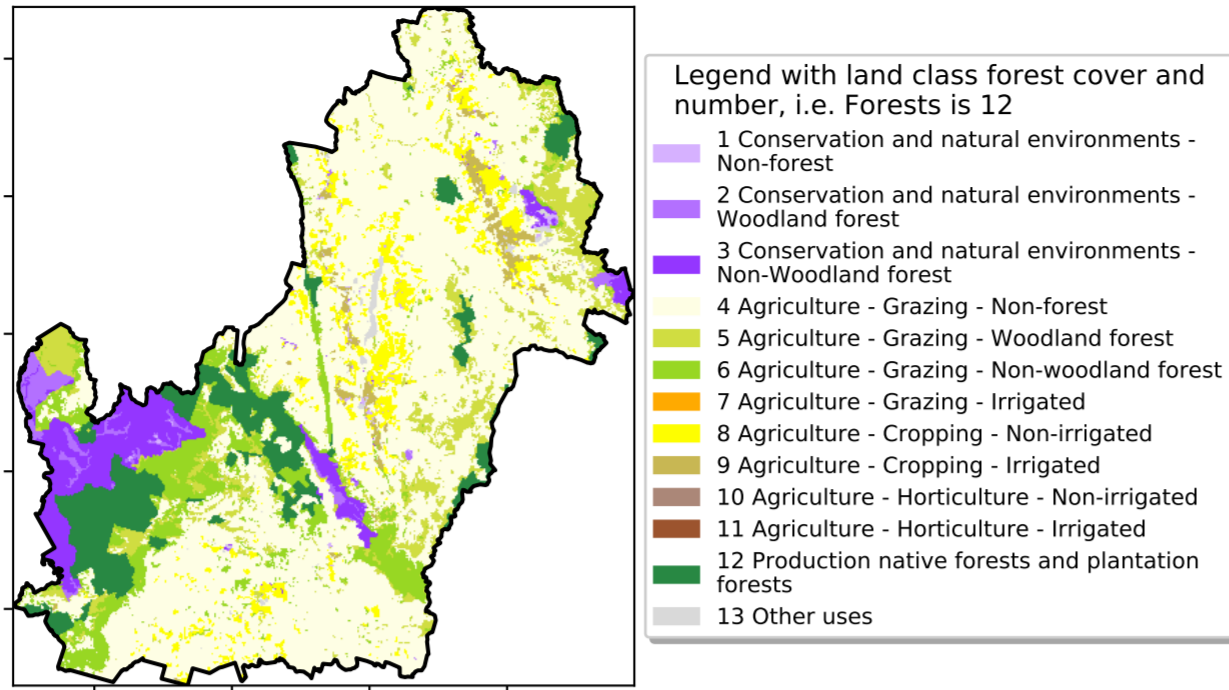 Legend with land class forest cover and
number, i.e. Forests is 12
1 Conservation and natural environments -
Non-forest
2 Conservation and natural environments -
Woodland forest
3 Conservation and natural environments -
Non-Woodland forest
4 Agriculture - Grazing - Non-forest
5 Agriculture - Grazing - Woodland forest
6 Agriculture - Grazing - Non-woodland forest
7 Agriculture - Grazing - Irrigated
8 Agriculture - Cropping - Non-irrigated
9 Agriculture - Cropping - Irrigated
10 Agriculture - Horticulture - Non-irrigated
11 Agriculture - Horticulture - Irrigated
12 Production native forests and plantation
forests
13 Other uses